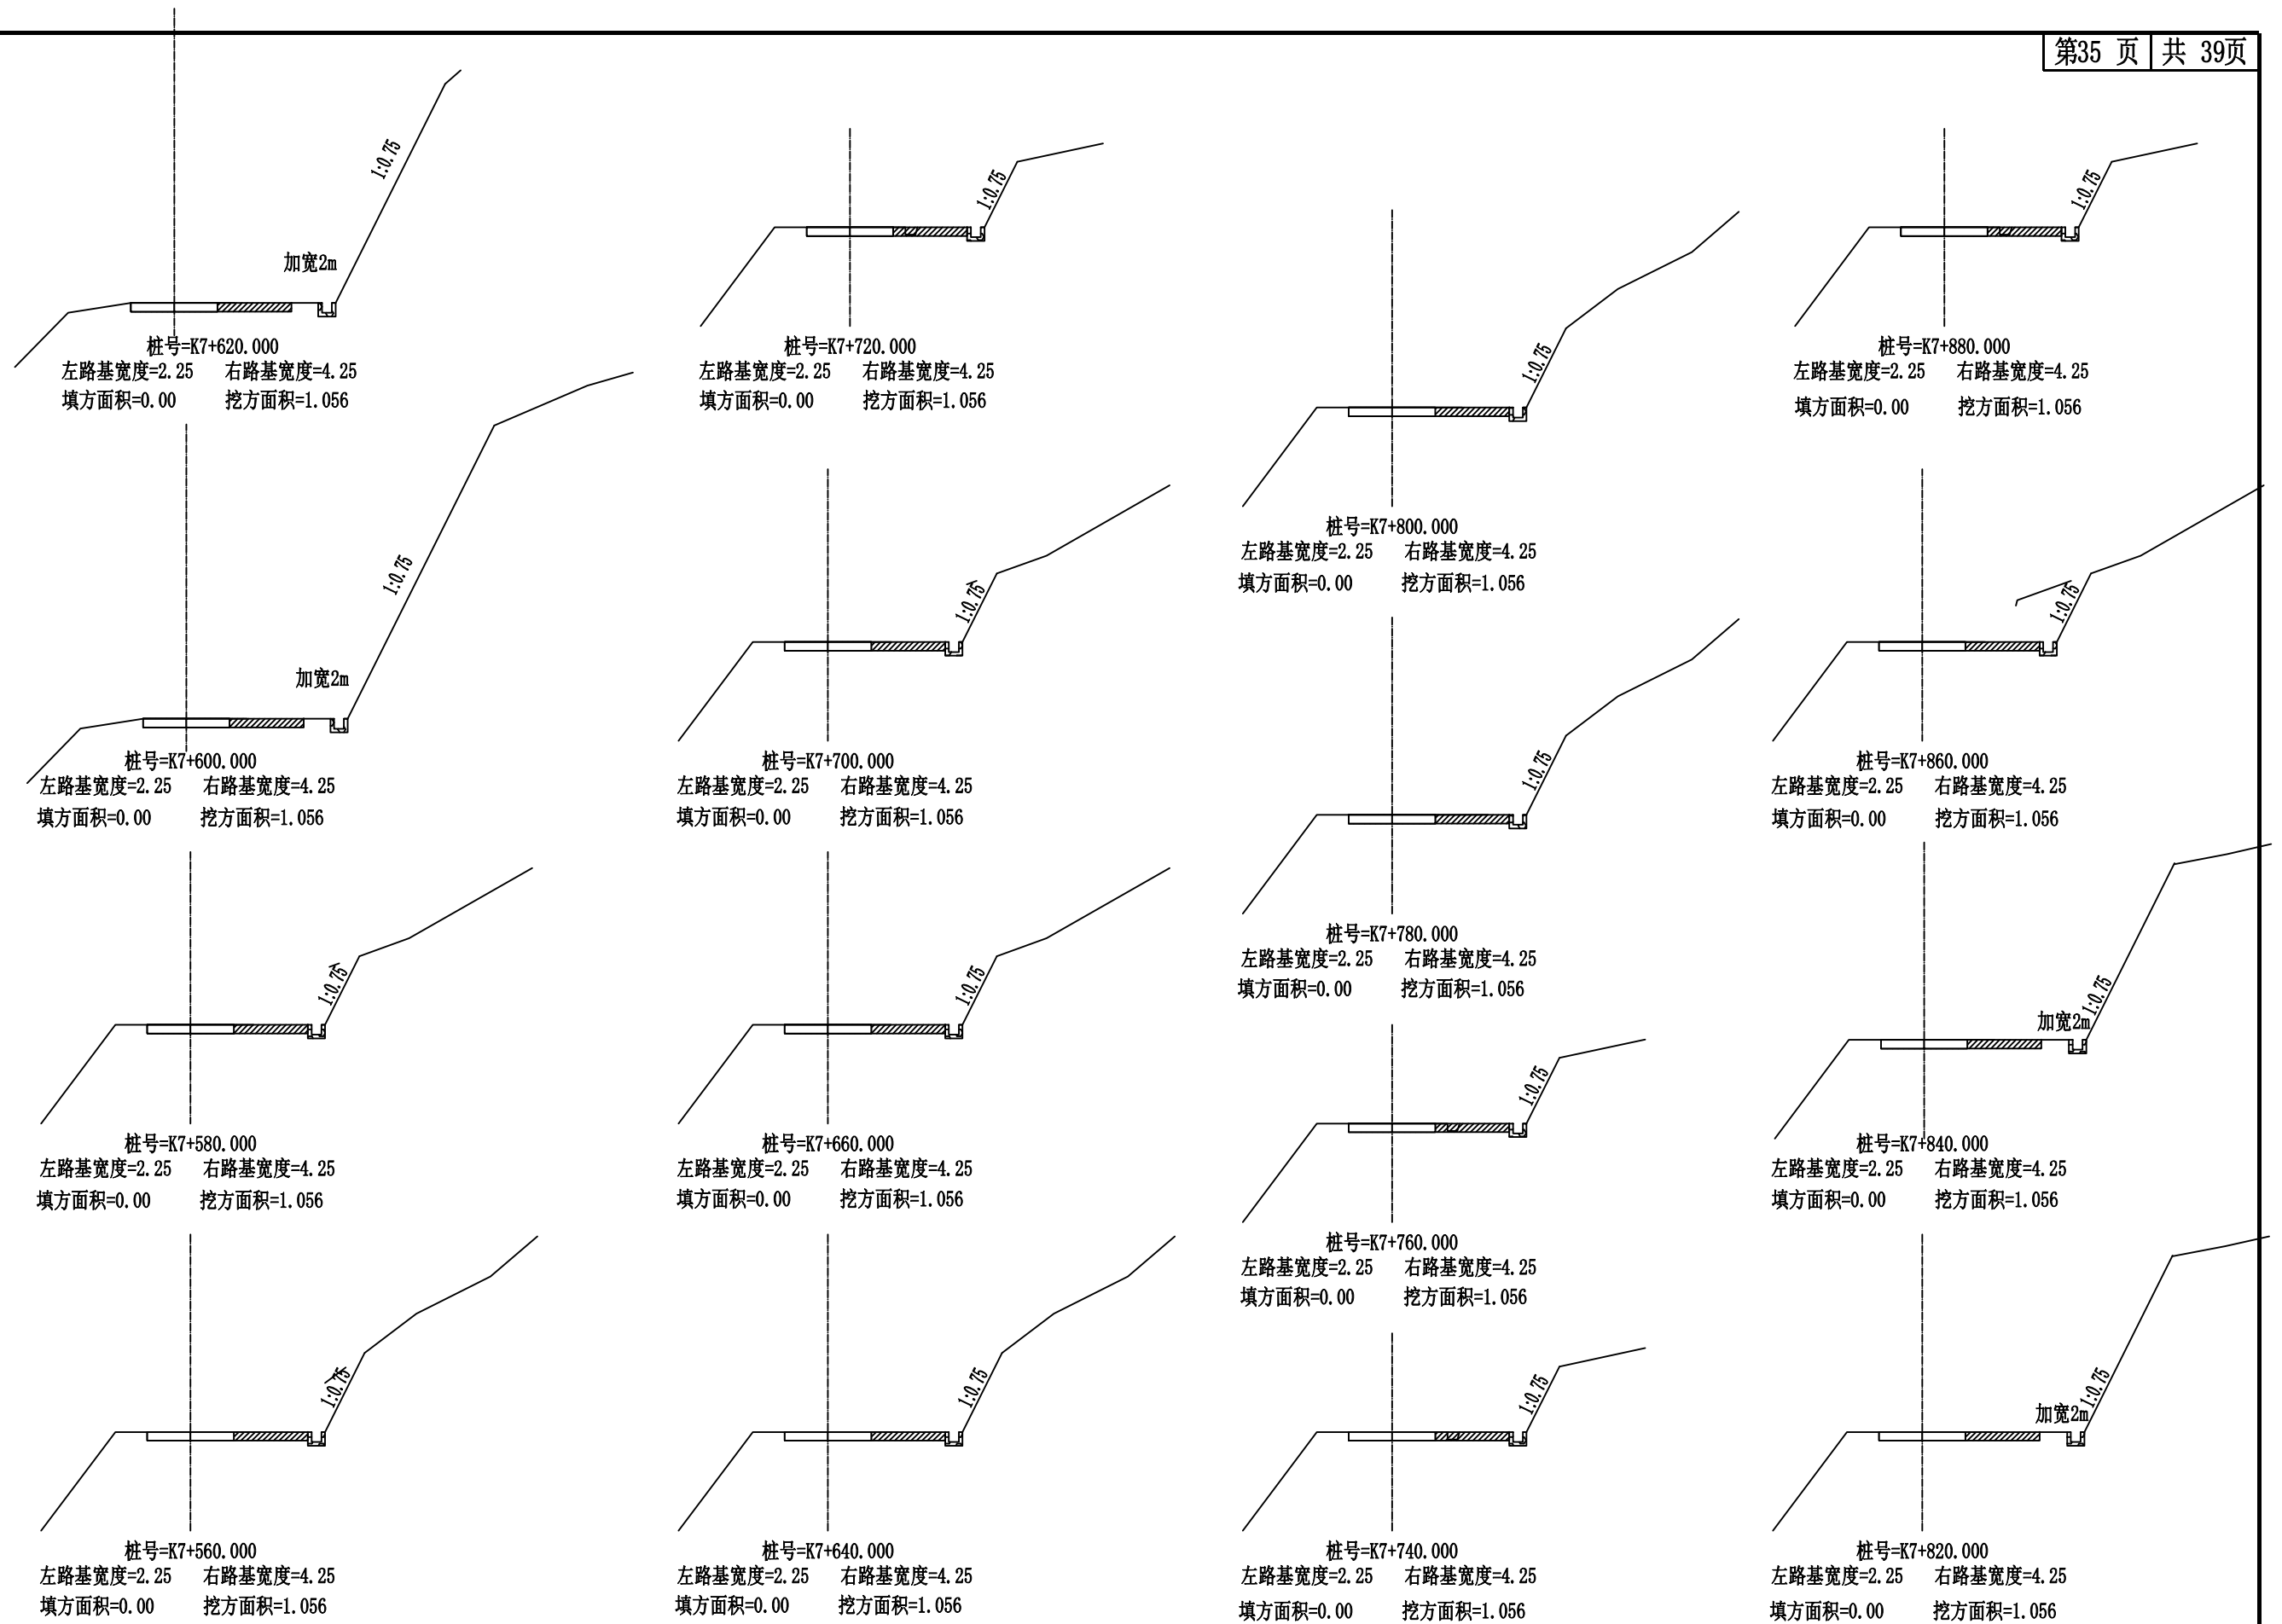 第35 页 共 39页
1:0.75
加宽2m
桩号=K7+620.000
左路基宽度=2.25 右路基宽度=4.25
填方面积=0.00 挖方面积=1.056
1:0.75
加宽2m
桩号=K7+600.000
左路基宽度=2.25 右路基宽度=4.25
填方面积=0.00 挖方面积=1.056
1:0.75
桩号=K7+580.000
左路基宽度=2.25 右路基宽度=4.25
填方面积=0.00 挖方面积=1.056
1:0.75
桩号=K7+560.000
左路基宽度=2.25 右路基宽度=4.25
填方面积=0.00 挖方面积=1.056
1:0.75
桩号=K7+720.000
左路基宽度=2.25 右路基宽度=4.25
填方面积=0.00 挖方面积=1.056
1:0.75
桩号=K7+700.000
左路基宽度=2.25 右路基宽度=4.25
填方面积=0.00 挖方面积=1.056
1:0.75
桩号=K7+660.000
左路基宽度=2.25 右路基宽度=4.25
填方面积=0.00 挖方面积=1.056
1:0.75
桩号=K7+640.000
左路基宽度=2.25 右路基宽度=4.25
填方面积=0.00 挖方面积=1.056
1:0.75
桩号=K7+800.000
左路基宽度=2.25 右路基宽度=4.25
填方面积=0.00 挖方面积=1.056
1:0.75
桩号=K7+780.000
左路基宽度=2.25 右路基宽度=4.25
填方面积=0.00 挖方面积=1.056
1:0.75
桩号=K7+760.000
左路基宽度=2.25 右路基宽度=4.25
填方面积=0.00 挖方面积=1.056
1:0.75
桩号=K7+740.000
左路基宽度=2.25 右路基宽度=4.25
填方面积=0.00 挖方面积=1.056
1:0.75
桩号=K7+880.000
左路基宽度=2.25 右路基宽度=4.25
填方面积=0.00 挖方面积=1.056
1:0.75
桩号=K7+860.000
左路基宽度=2.25 右路基宽度=4.25
填方面积=0.00 挖方面积=1.056
1:0.75
加宽2m
桩号=K7+840.000
左路基宽度=2.25 右路基宽度=4.25
填方面积=0.00 挖方面积=1.056
1:0.75
加宽2m
桩号=K7+820.000
左路基宽度=2.25 右路基宽度=4.25
填方面积=0.00 挖方面积=1.056